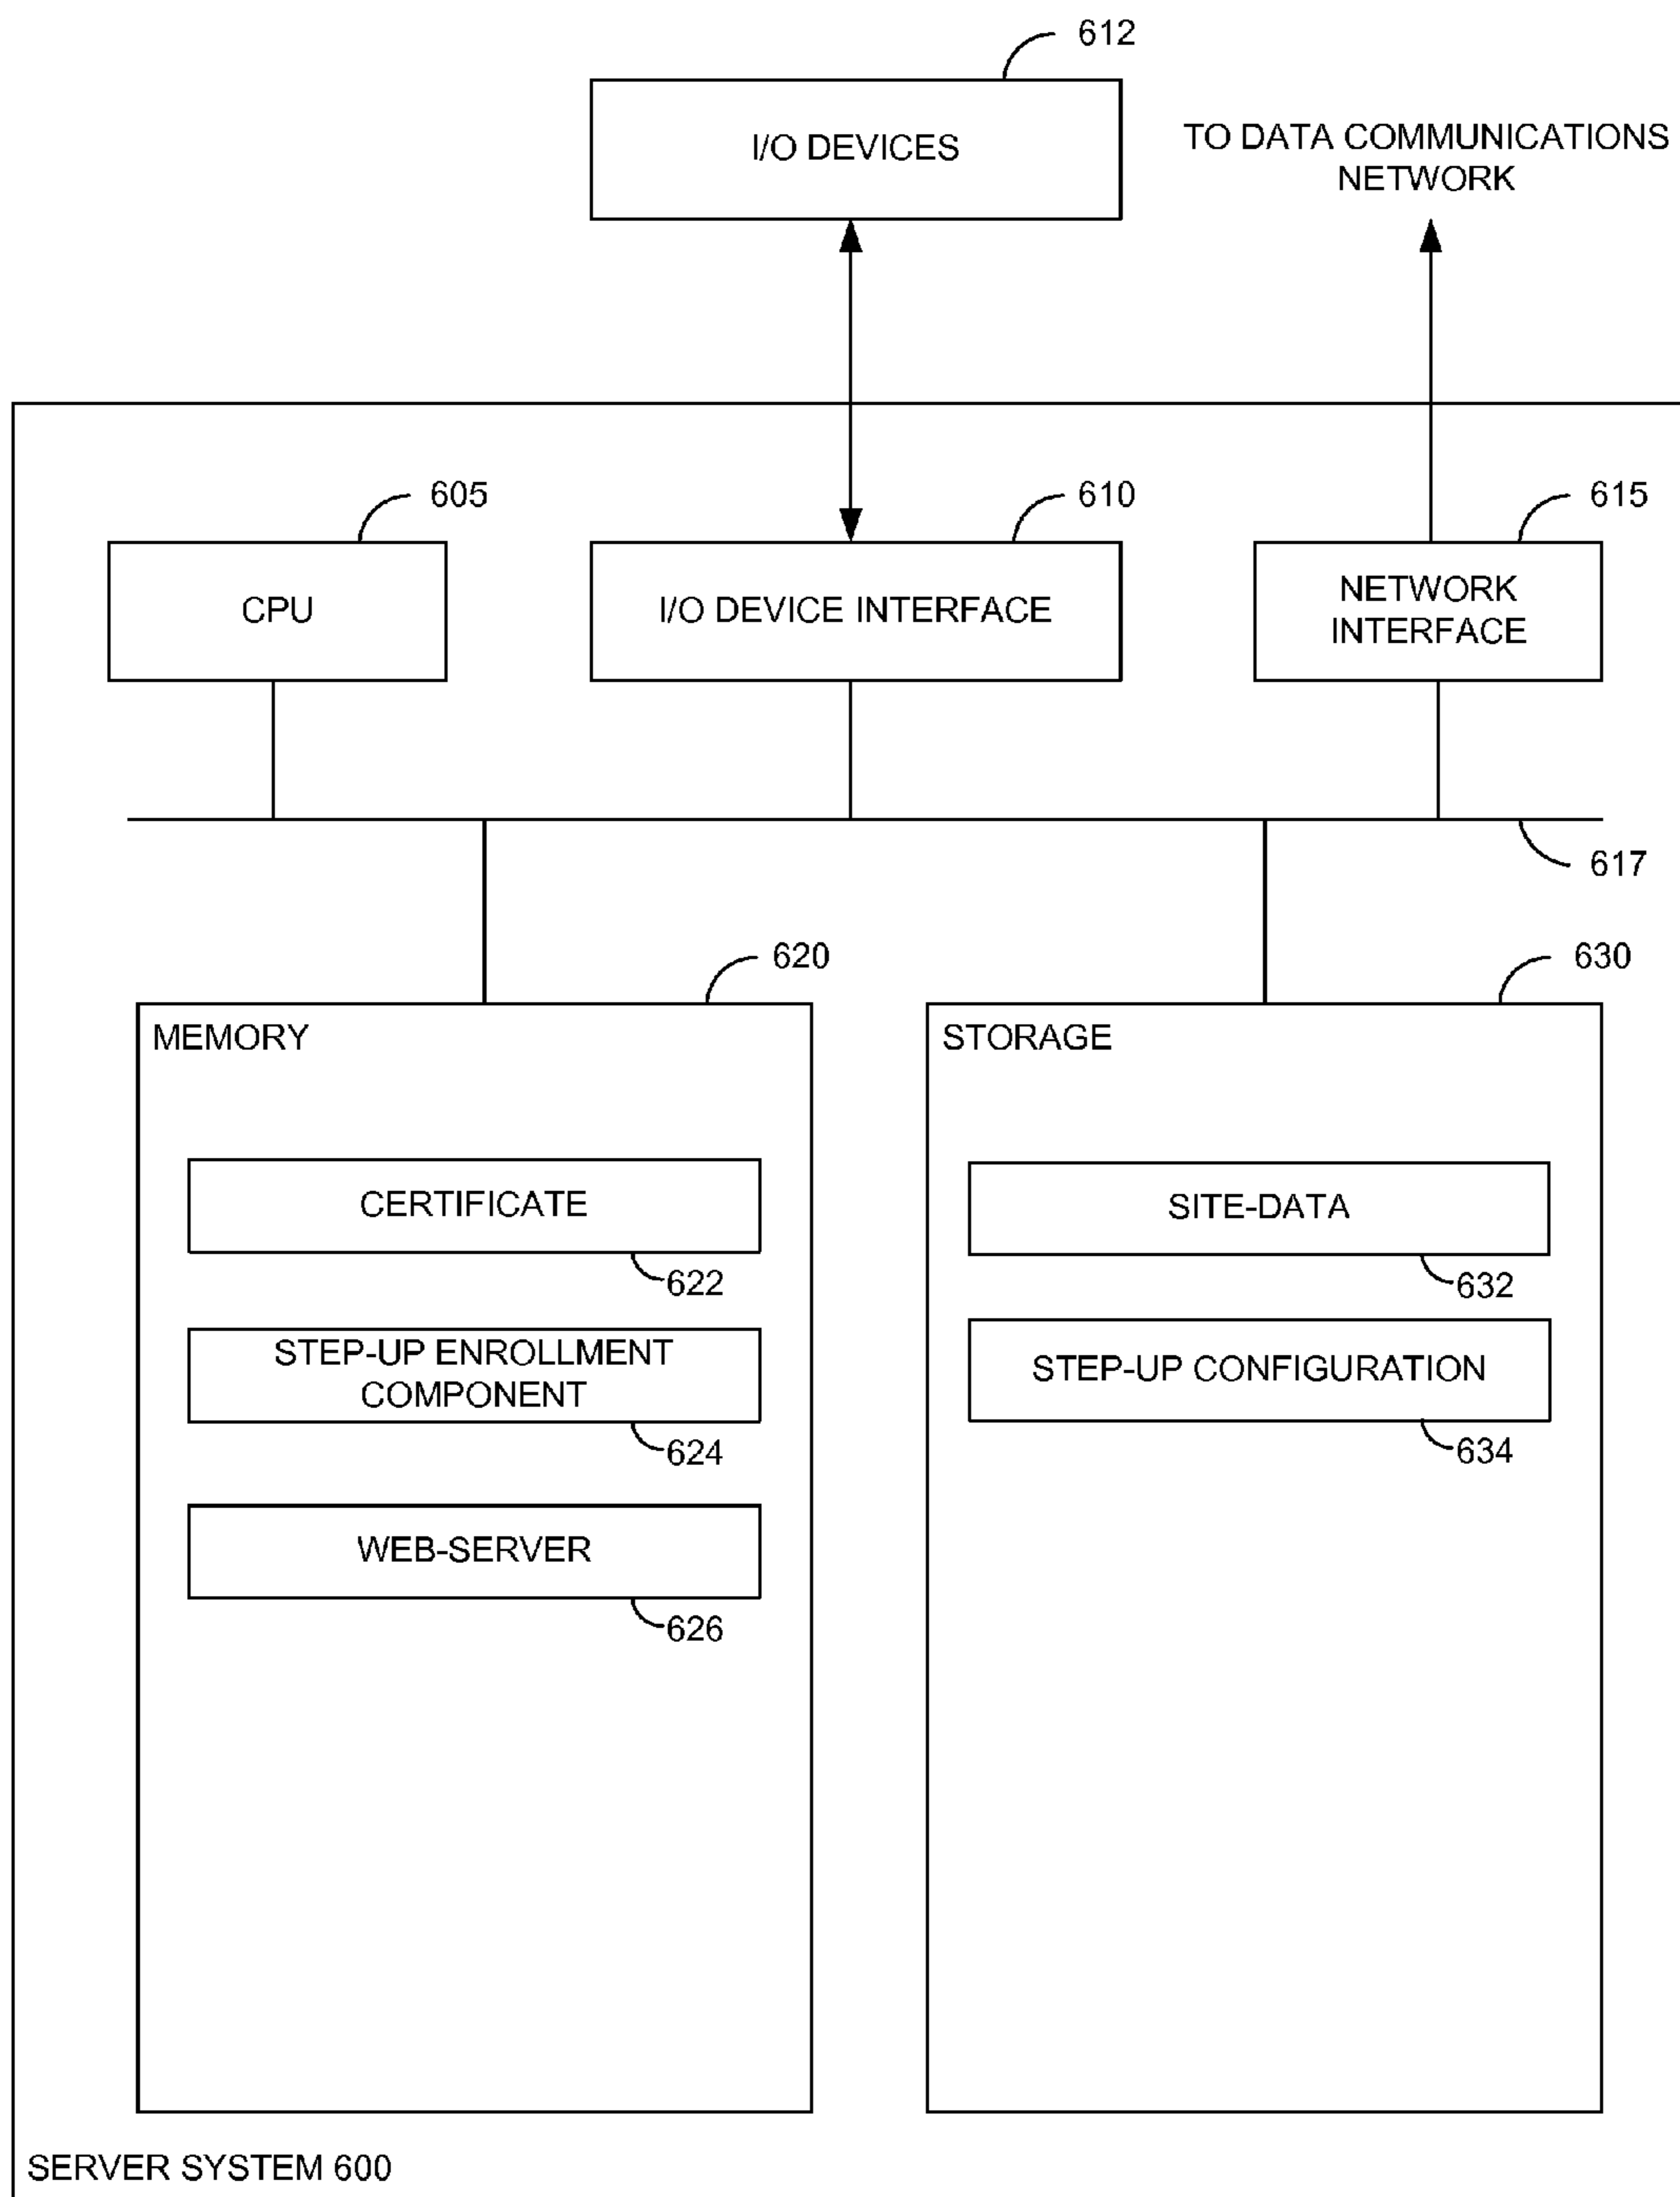 612
I/O DEVICES
TO DATA COMMUNICATIONS
NETWORK
605
610
615
CPU
I/O DEVICE INTERFACE
NETWORK
INTERFACE
617
620
630
MEMORY
STORAGE
CERTIFICATE
622
SITE-DATA
632
STEP-UP ENROLLMENT
COMPONENT
624
STEP-UP CONFIGURATION
634
WEB-SERVER
626
SERVER SYSTEM 600